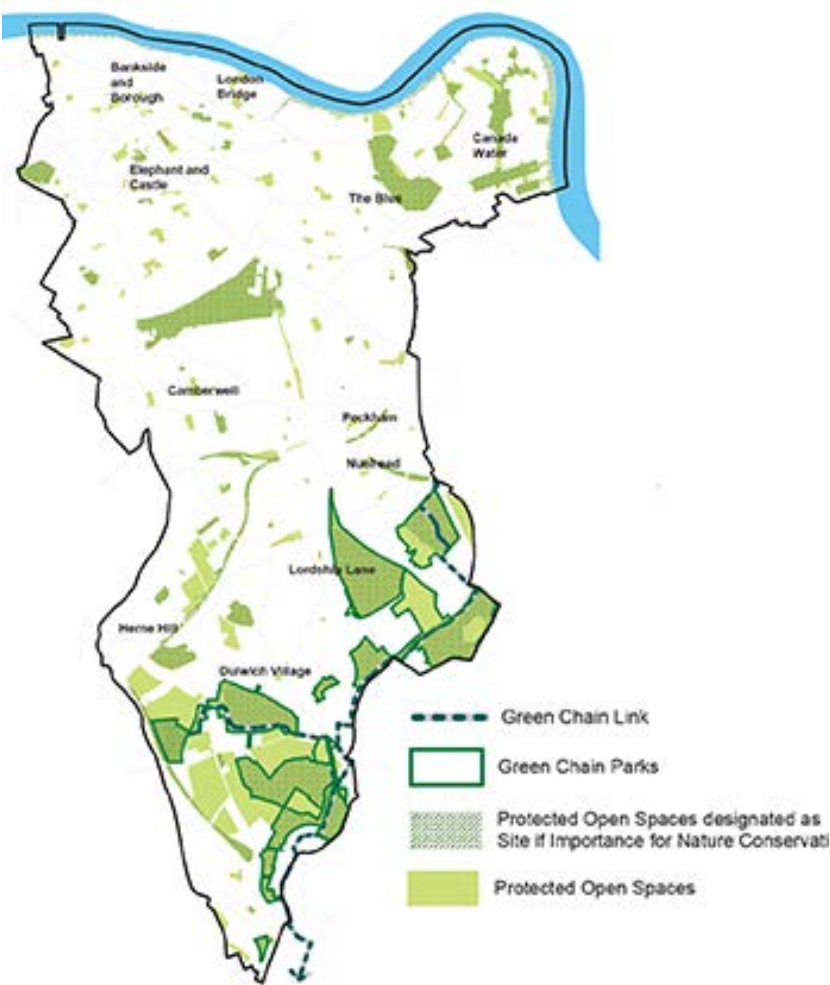 Bankside
and
Borough
London
Bridge
Canada
Water
Elephant and
Castle
The Blue
Camberwell
Peckham
Nunhead
Lordship Lane
Herne Hill
Dulwich Village
Green Chain Link
Green Chain Parks
Protected Open Spaces designated as
Site if Importance for Nature Conservati
Protected Open Spaces